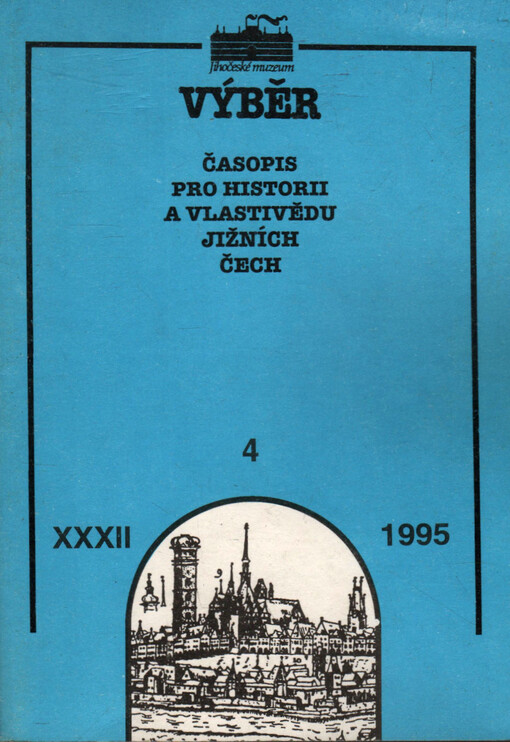 Jihočeské muzeum
VÝBĚR
ČASOPIS
PRO HISTORII
A VLASTIVĚDU
JIŽNÍCH
ČECH
4
XXXII
1995